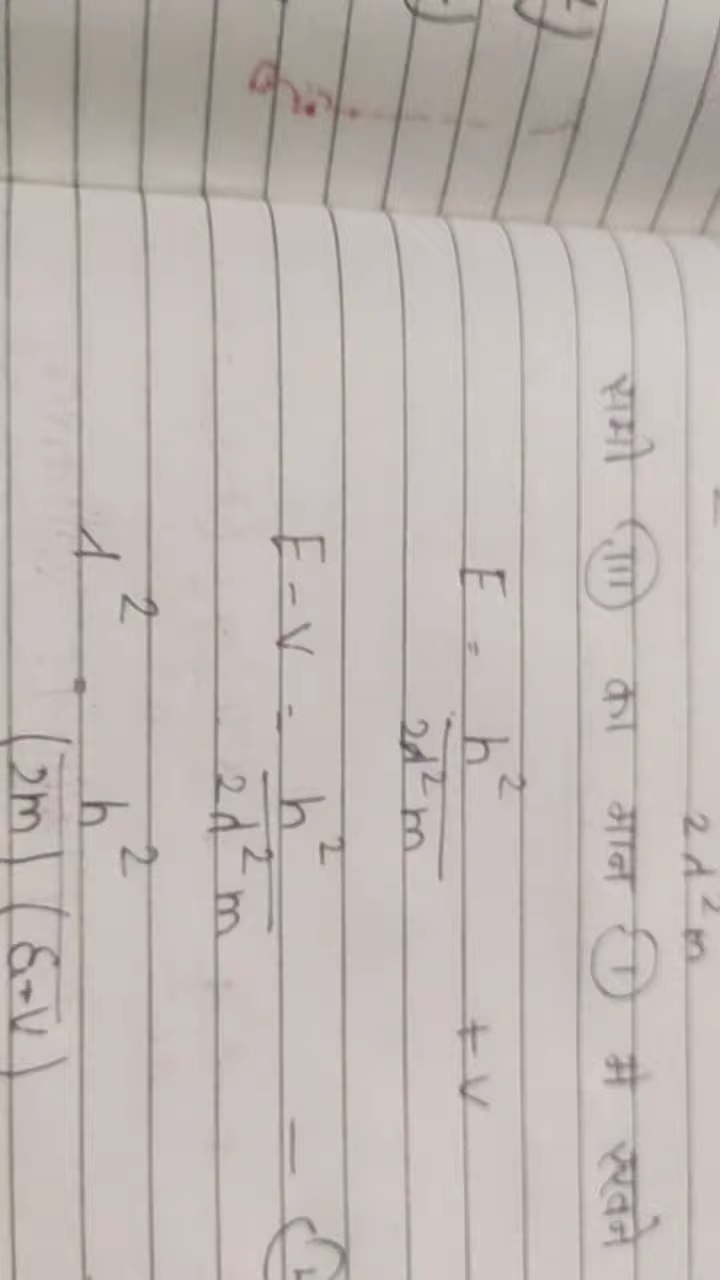 2λ²m
समी (III) का मान (I) में रखने
E = h²/2λ²m + V
E - V = h²/2λ²m —
λ² = h²/(2m) (E-V)